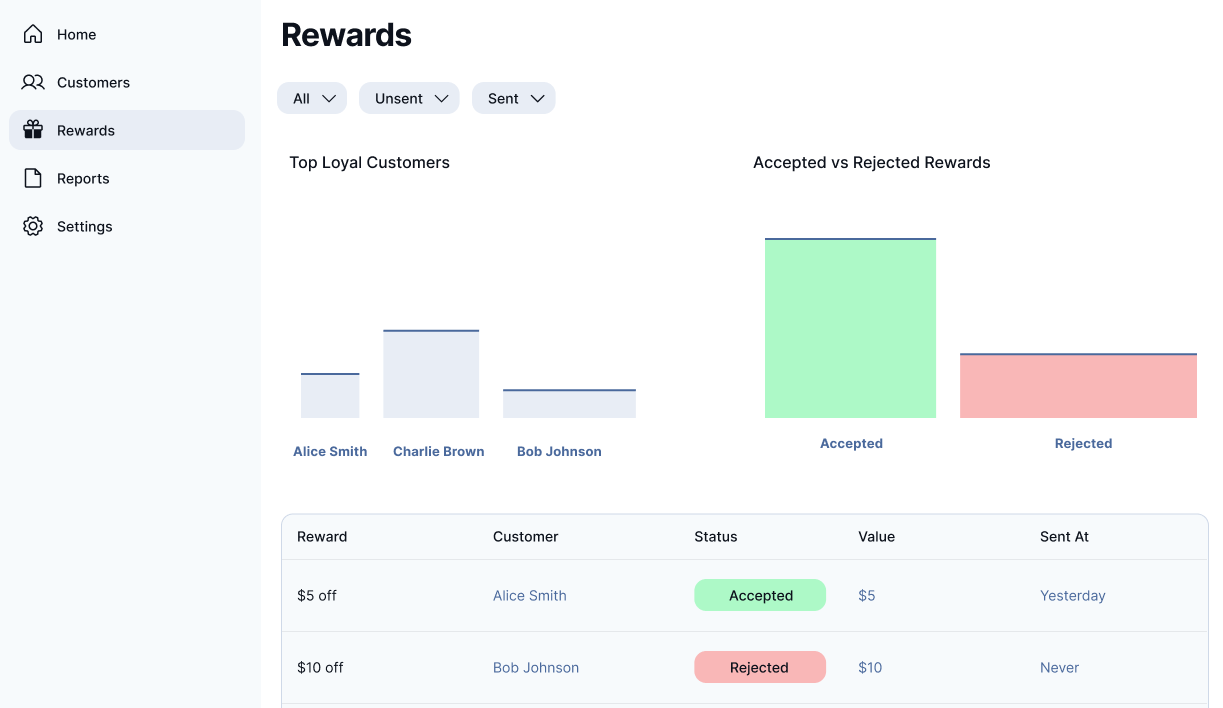 Home
Customers
Rewards
Reports
Settings
Rewards
All Unsent Sent
Top Loyal Customers
Alice Smith Charlie Brown Bob Johnson
Accepted vs Rejected Rewards
Accepted Rejected
Reward Customer Status Value Sent At
$5 off Alice Smith Accepted $5 Yesterday
$10 off Bob Johnson Rejected $10 Never